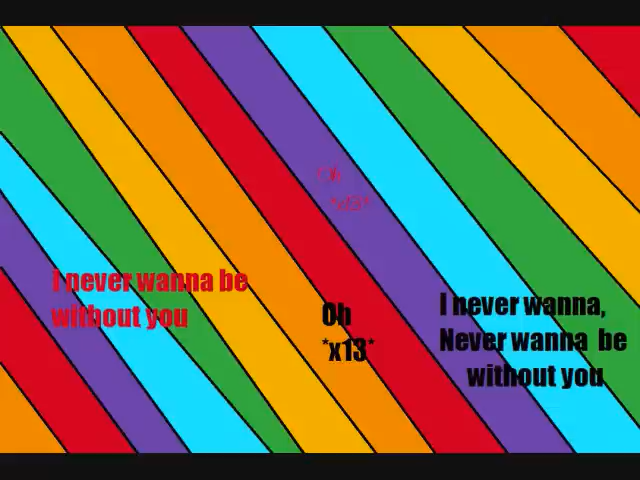 Oh
*x13*
I never wanna be
without you
Oh
*x13*
I never wanna,
Never wanna be
without you